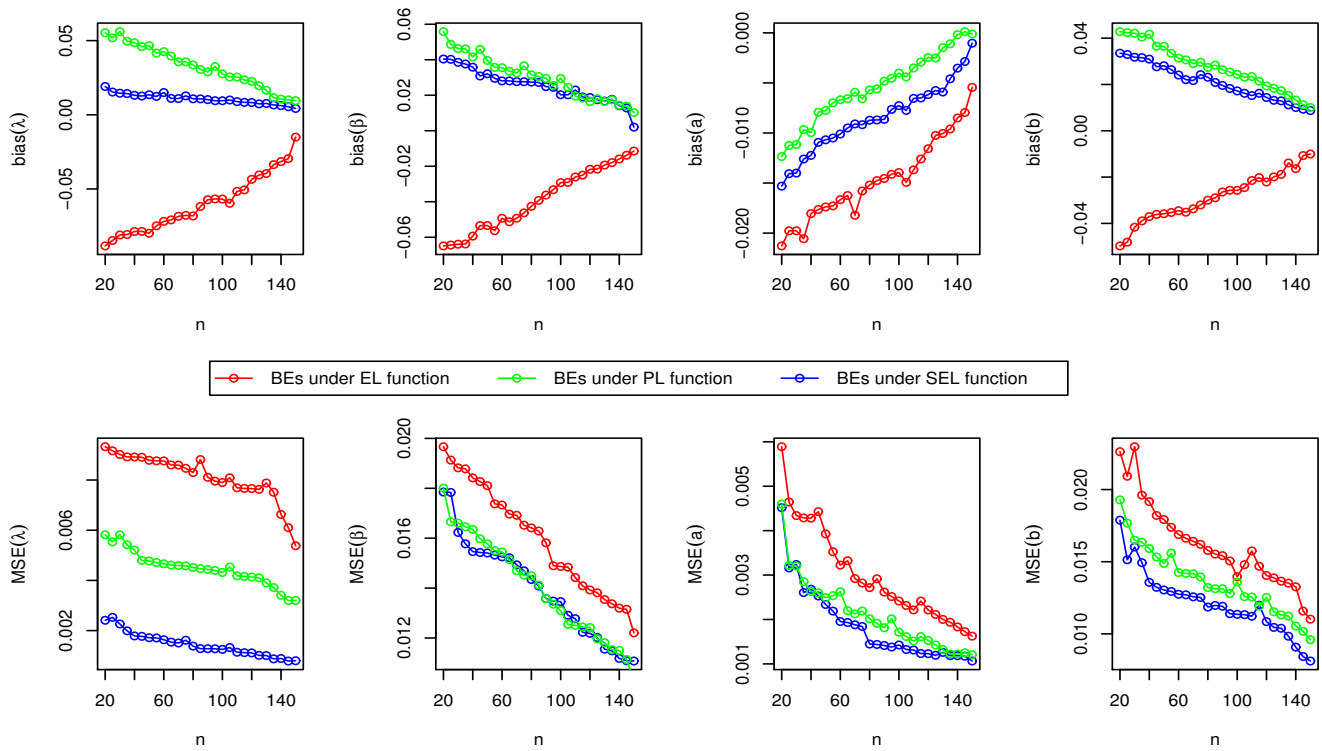 bias(λ)
−0.05 0.00 0.05
20 60 100 140
n
bias(β)
−0.06 −0.02 0.02 0.06
20 60 100 140
n
bias(a)
−0.020 −0.010 0.000
20 60 100 140
n
bias(b)
−0.04 0.00 0.04
20 60 100 140
n
BEs under EL function BEs under PL function BEs under SEL function
MSE(λ)
0.002 0.006
20 60 100 140
n
MSE(β)
0.012 0.016 0.020
20 60 100 140
n
MSE(a)
0.001 0.003 0.005
20 60 100 140
n
MSE(b)
0.010 0.015 0.020
20 60 100 140
n